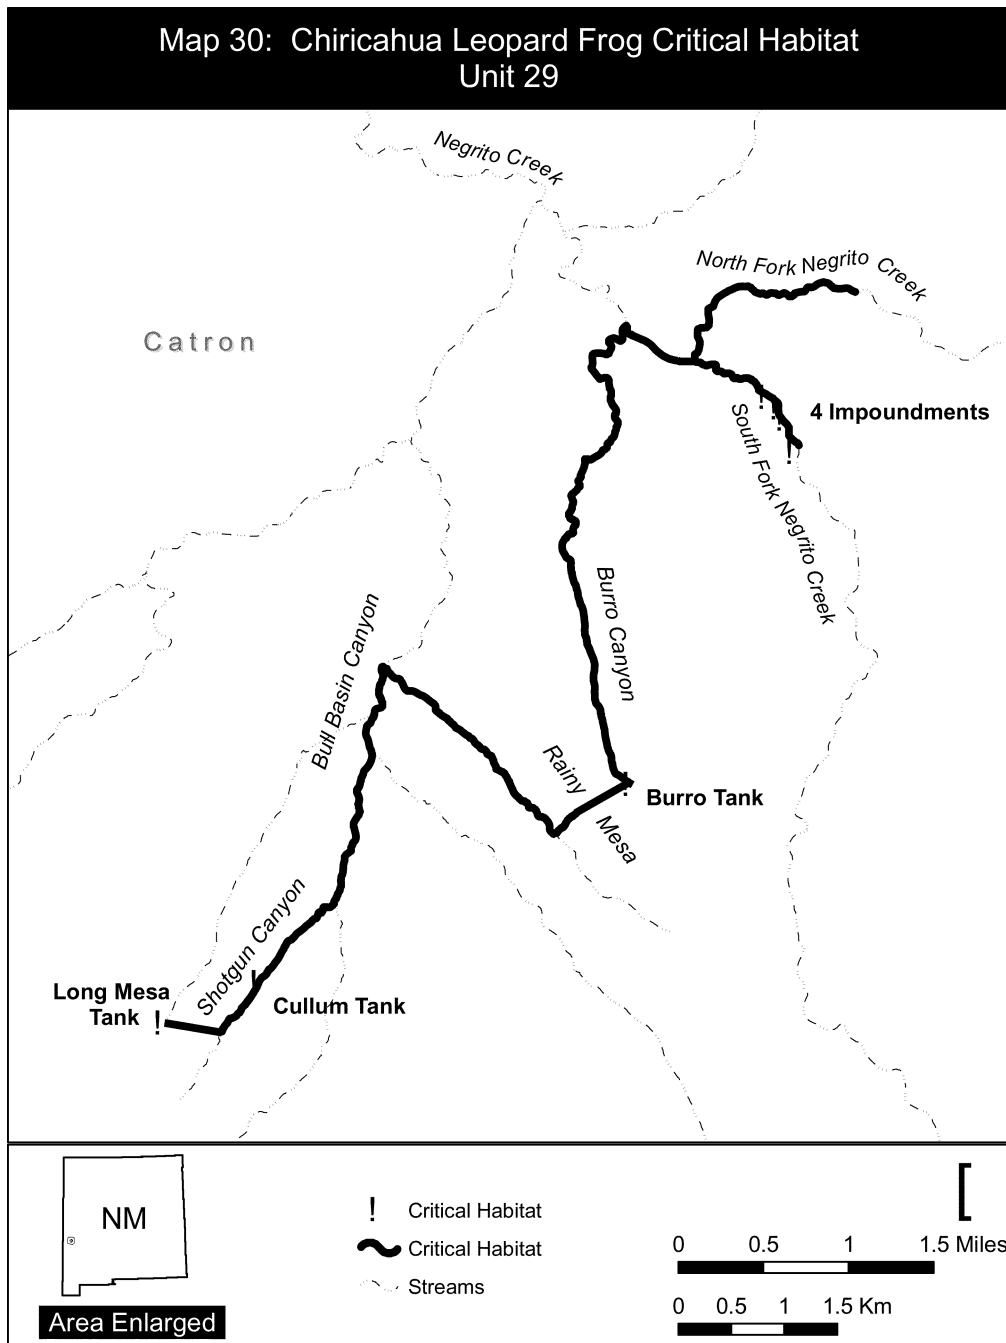 Map 30: Chiricahua Leopard Frog Critical Habitat
Unit 29
Negrito Creek
North Fork Negrito Creek
Catron
4 Impoundments
South Fork Negrito Creek
Burro Canyon
Bull Basin Canyon
Rainy
Mesa
Burro Tank
Shotgun Canyon
Long Mesa
Tank
Cullum Tank
NM
Area Enlarged
! Critical Habitat
Critical Habitat
Streams
[
0 0.5 1 1.5 Miles
0 0.5 1 1.5 Km